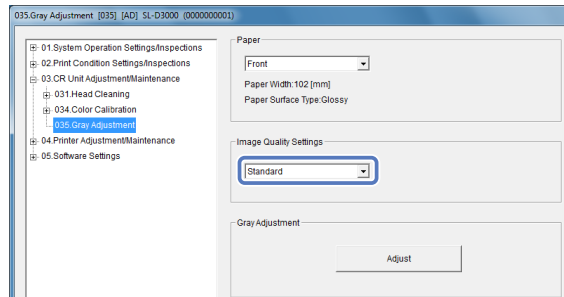 035.Gray Adjustment [035] [AD] SL-D3000 (0000000001)
01.System Operation Settings/Inspections
02.Print Condition Settings/Inspections
03.CR Unit Adjustment/Maintenance
031.Head Cleaning
034.Color Calibration
035.Gray Adjustment
04.Printer Adjustment/Maintenance
05.Software Settings
Paper
Front
Paper Width:102 [mm]
Paper Surface Type:Glossy
Image Quality Settings
Standard
Gray Adjustment
Adjust